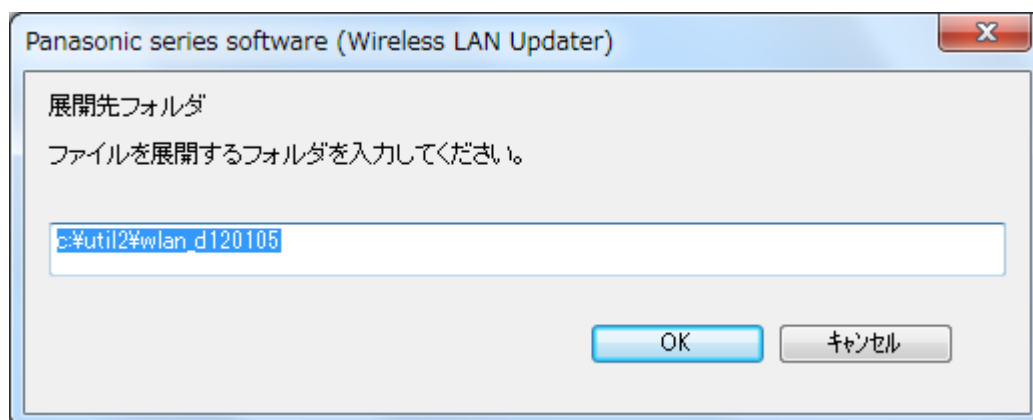 Panasonic series software (Wireless LAN Updater)
展開先フォルダ
ファイルを展開するフォルダを入力してください。
c:¥util2¥wlan_d120105
OK
キャンセル